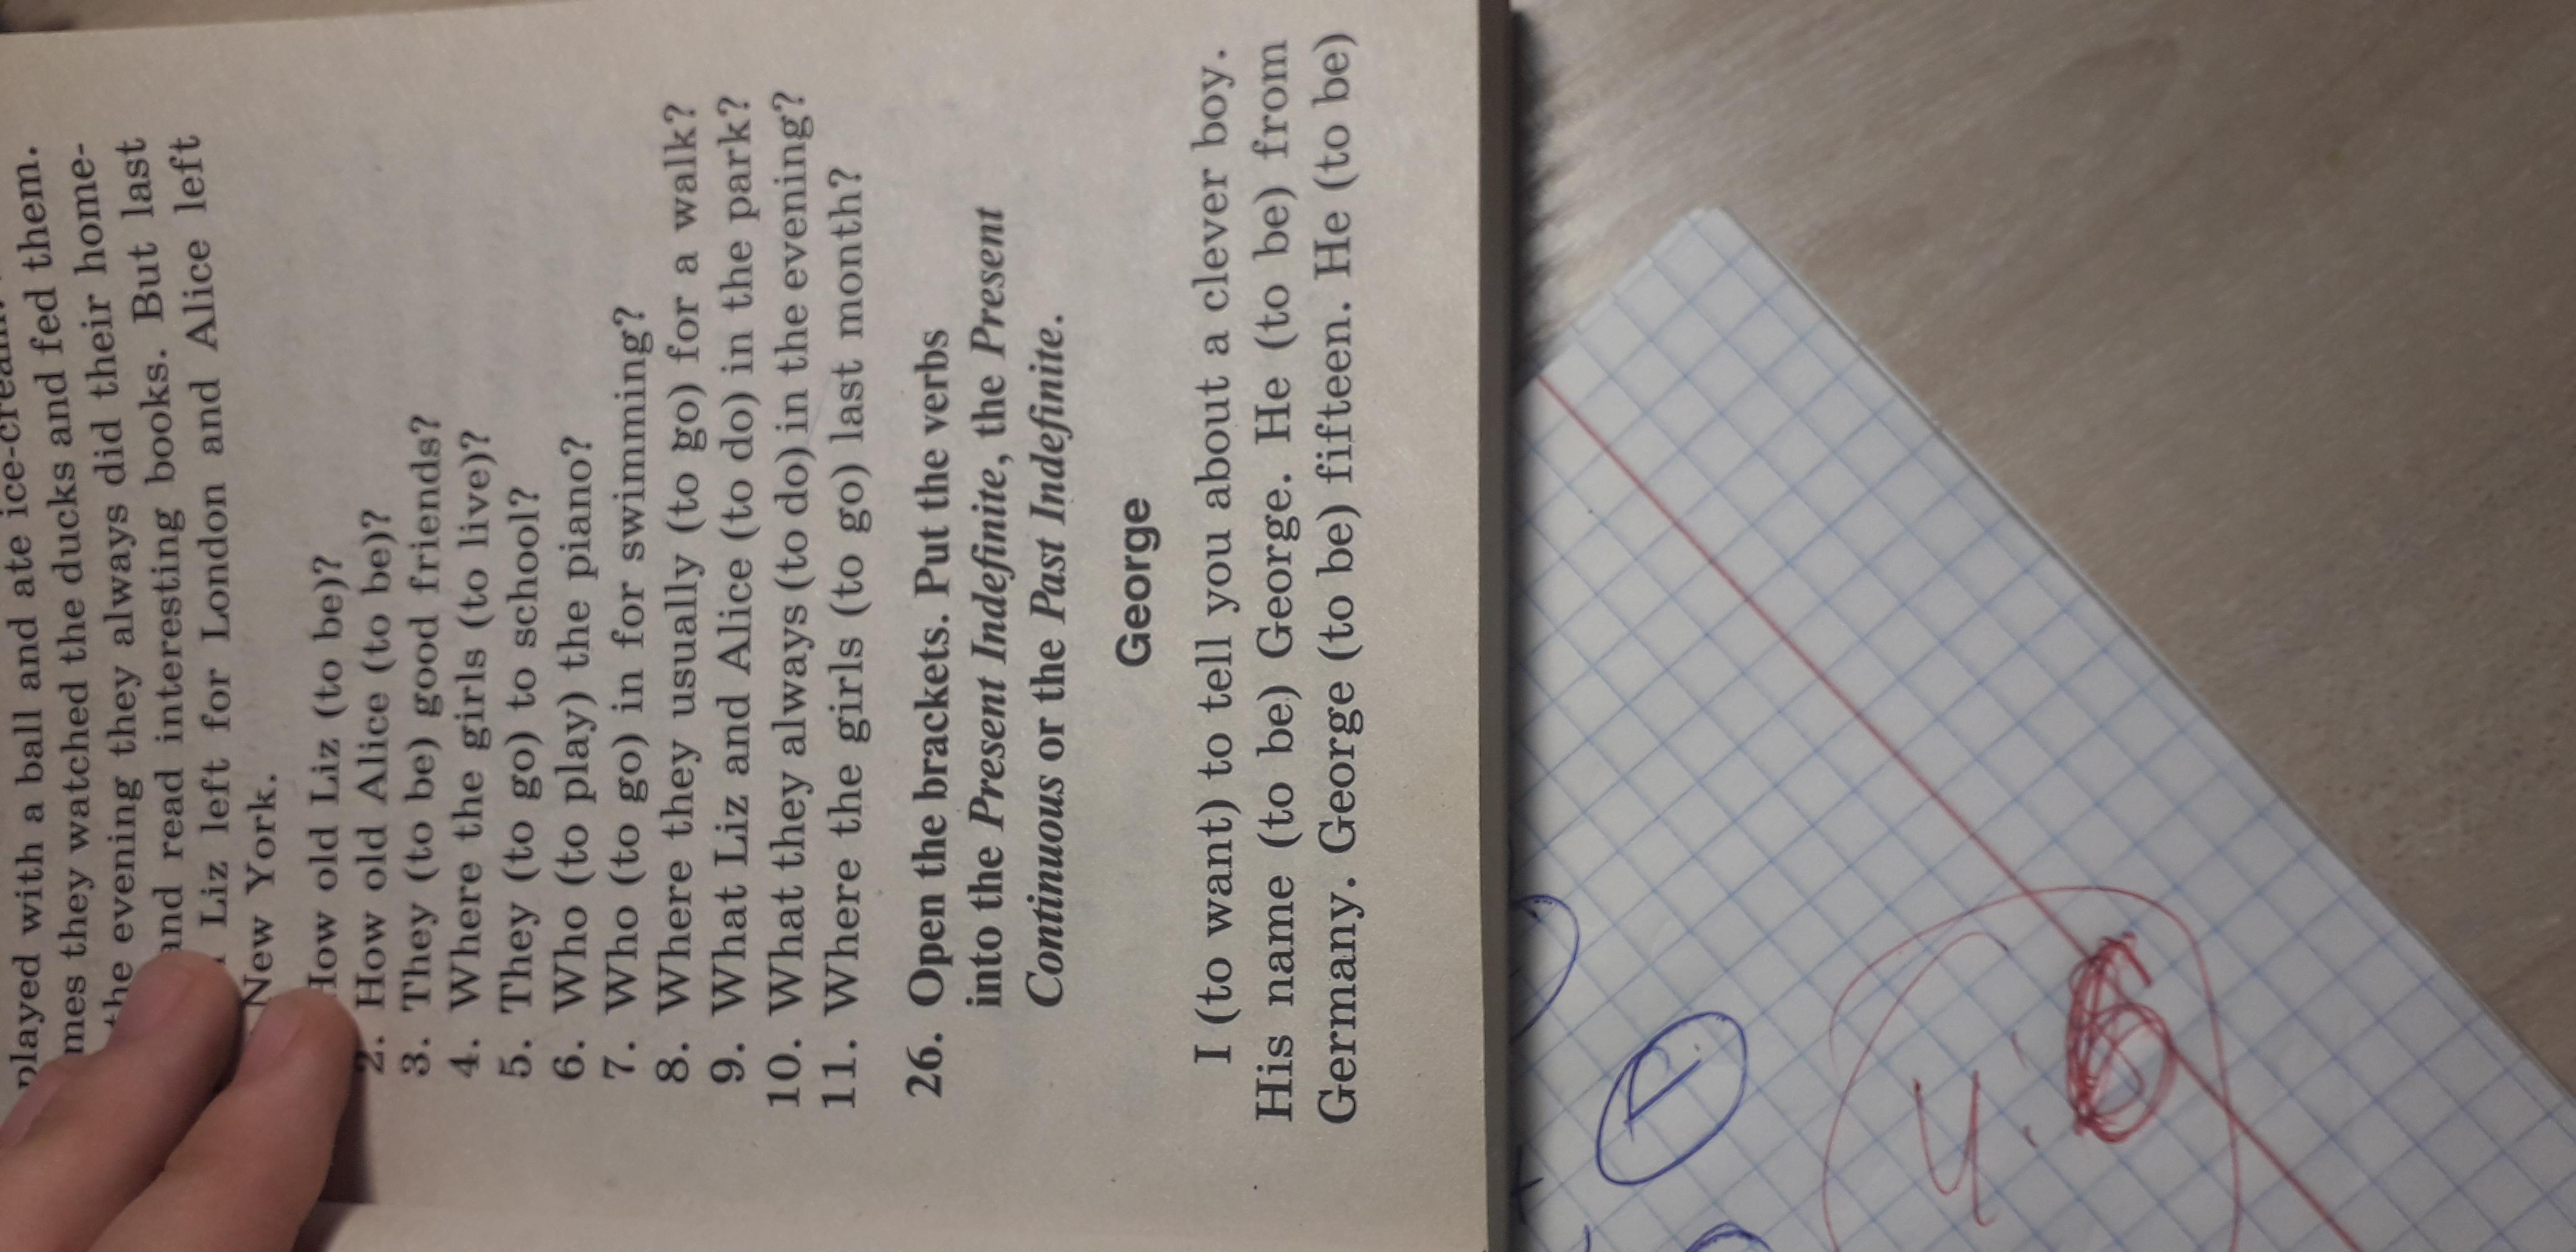 played with a ball and ate ice-cream.
mes they watched the ducks and fed them.
the evening they always did their home-
and read interesting books. But last
Liz left for London and Alice left
New York.
How old Liz (to be)?
2. How old Alice (to be)?
3. They (to be) good friends?
4. Where the girls (to live)?
5. They (to go) to school?
6. Who (to play) the piano?
7. Who (to go) in for swimming?
8. Where they usually (to go) for a walk?
9. What Liz and Alice (to do) in the park?
10. What they always (to do) in the evening?
11. Where the girls (to go) last month?
26. Open the brackets. Put the verbs
into the Present Indefinite, the Present
Continuous or the Past Indefinite.
George
I (to want) to tell you about a clever boy.
His name (to be) George. He (to be) from
Germany. George (to be) fifteen. He (to be)